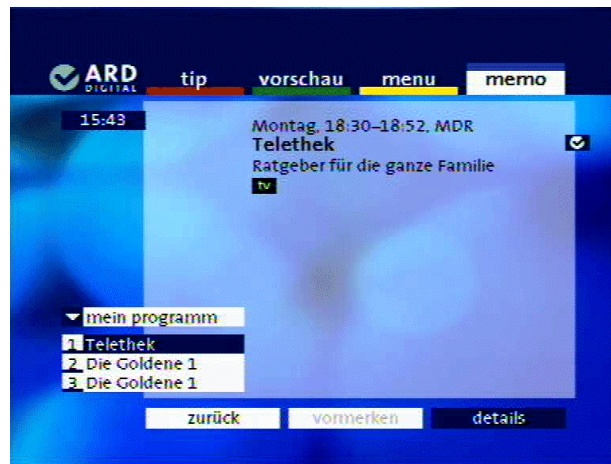 ARD
DIGITAL
tip vorschau menu memo
15:43
Montag, 18:30–18:52, MDR
Telethek
Ratgeber für die ganze Familie
tv
mein programm
1 Telethek
2 Die Goldene 1
3 Die Goldene 1
zurück vormerken details